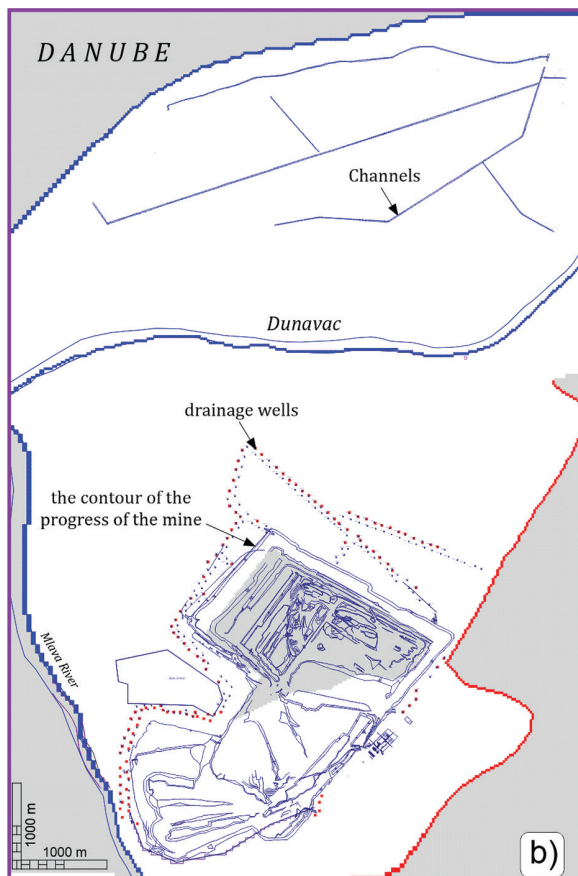 DANUBE
Channels
Dunavac
drainage wells
the contour of the
progress of the mine
Mlava River
1000 m
1000 m
b)